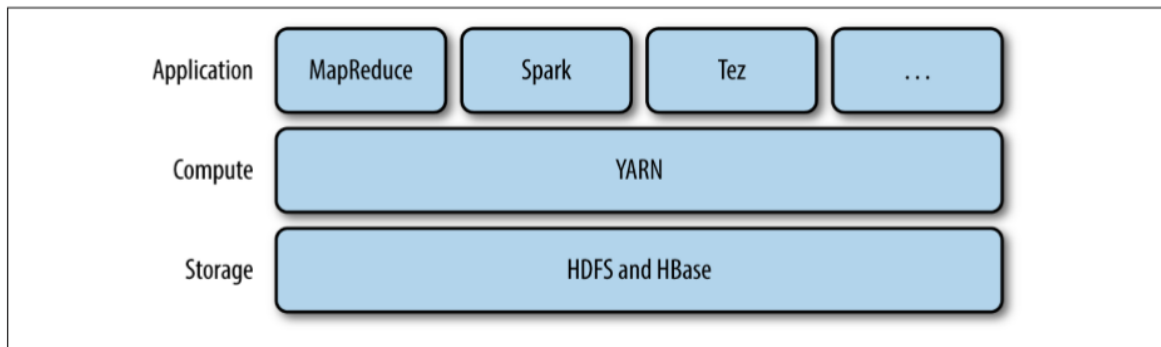 Application MapReduce Spark Tez ...
Compute YARN
Storage HDFS and HBase